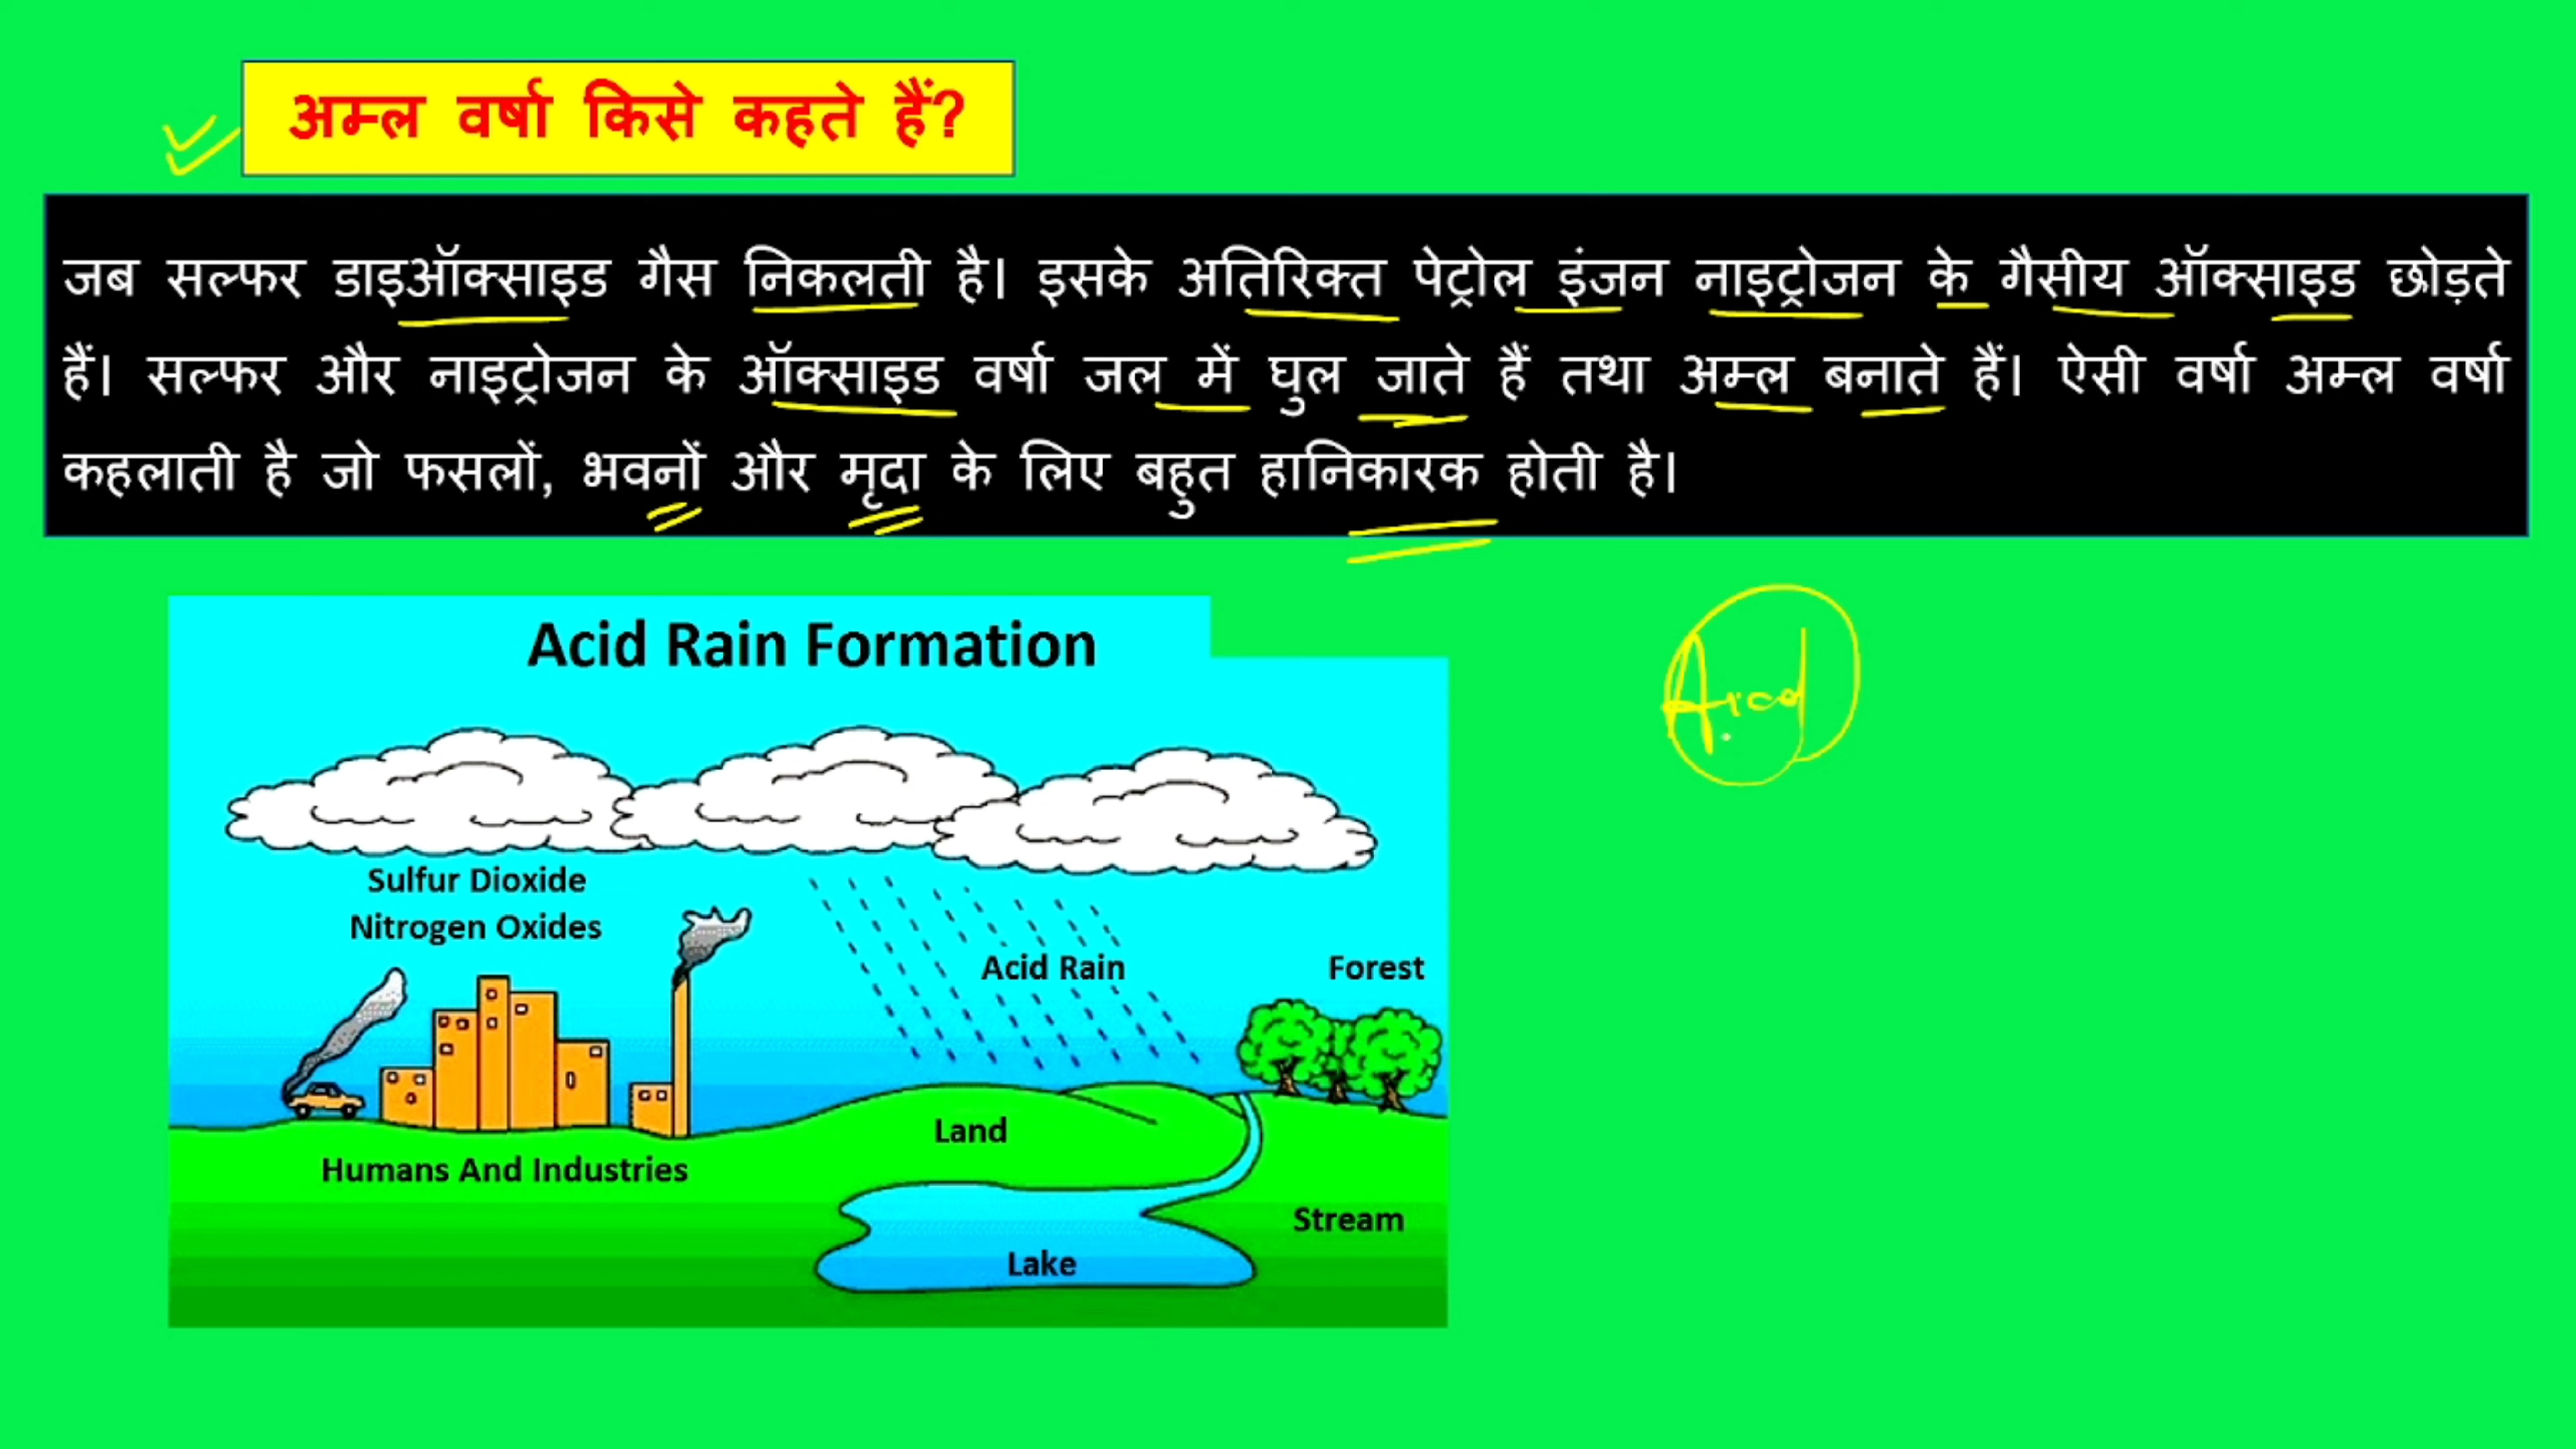 अम्ल वर्षा किसे कहते हैं?
जब सल्फर डाइऑक्साइड गैस निकलती है। इसके अतिरिक्त पेट्रोल इंजन नाइट्रोजन के गैसीय ऑक्साइड छोड़ते
हैं। सल्फर और नाइट्रोजन के ऑक्साइड वर्षा जल में घुल जाते हैं तथा अम्ल बनाते हैं। ऐसी वर्षा अम्ल वर्षा
कहलाती है जो फसलों, भवनों और मृदा के लिए बहुत हानिकारक होती है।
Acid Rain Formation
Sulfur Dioxide
Nitrogen Oxides
Acid Rain
Forest
Land
Humans And Industries
Stream
Lake